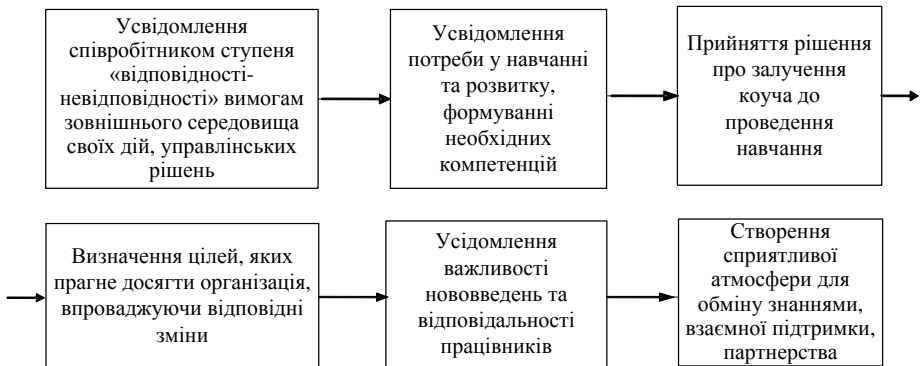 Усвідомлення
співробітником ступеня
«відповідності-
невідповідності» вимогам
зовнішнього середовища
своїх дій, управлінських
рішень
Усвідомлення
потреби у навчанні
та розвитку,
формуванні
необхідних
компетенцій
Прийняття рішення
про залучення
коуча до
проведення
навчання
Визначення цілей, яких
прагне досягти організація,
впроваджуючи відповідні
зміни
Усідомлення
важливості
нововведень та
відповідальності
працівників
Створення
сприятливої
атмосфери для
обміну знаннями,
взаємної підтримки,
партнерства